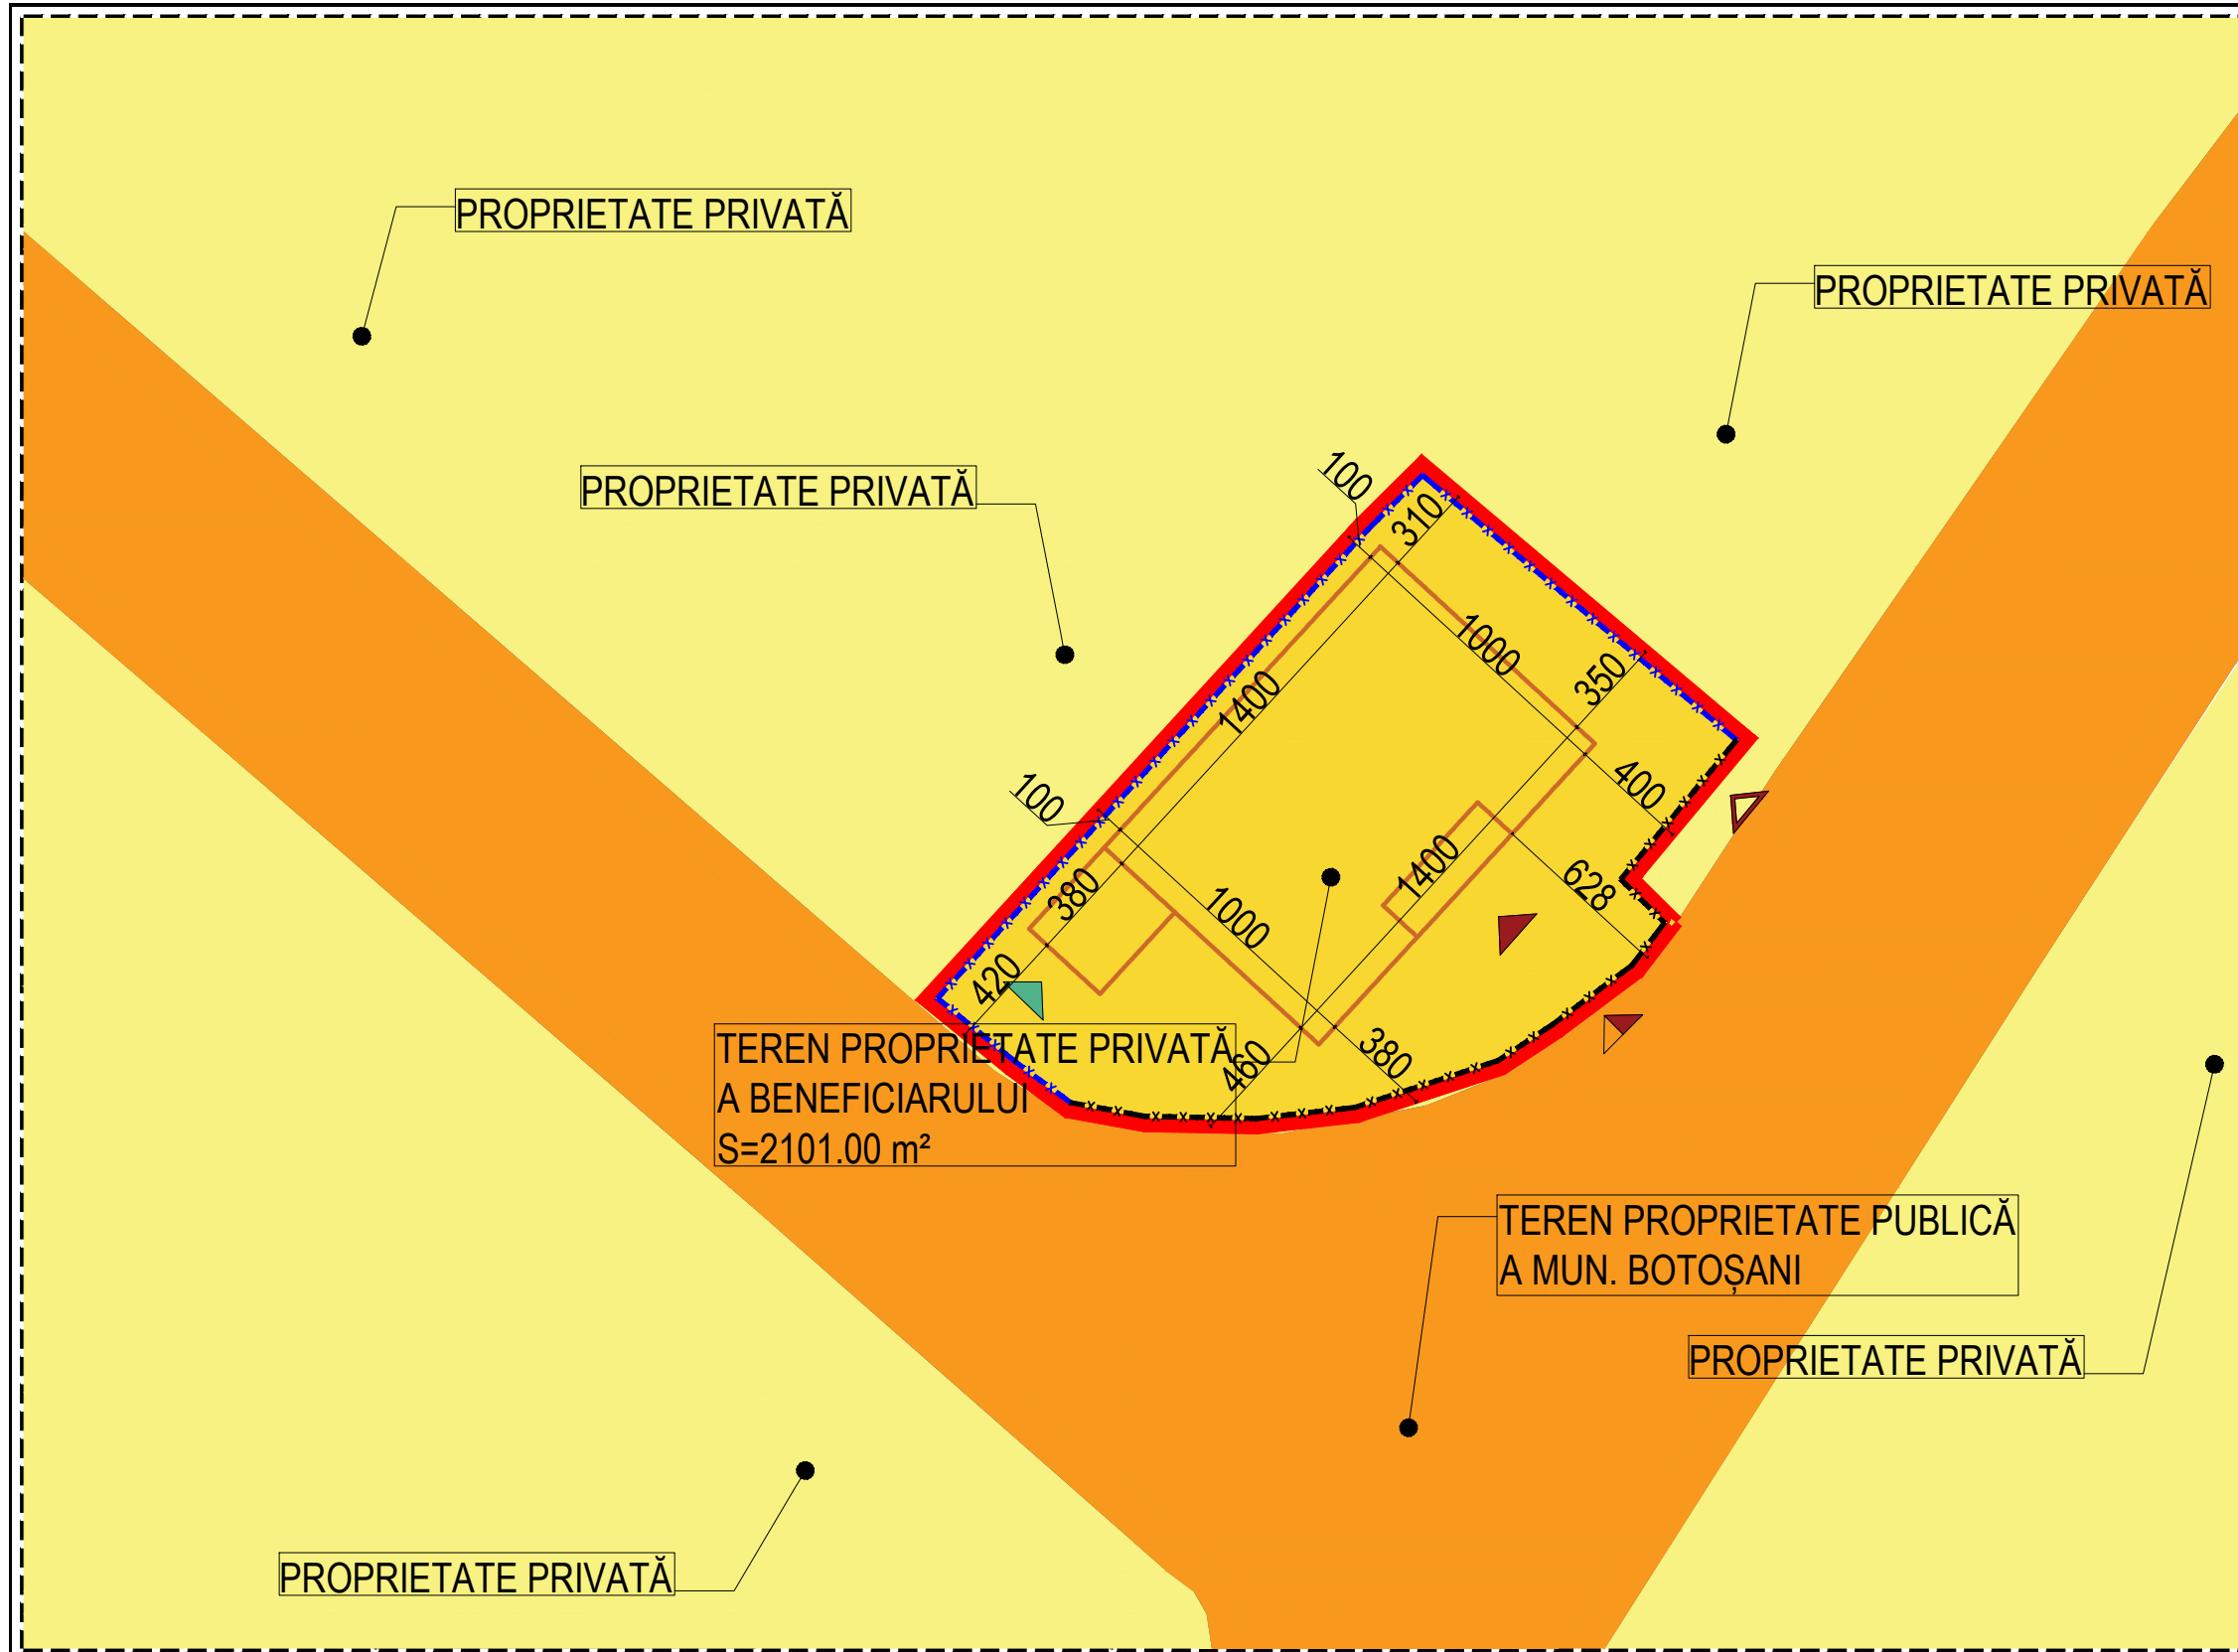 PROPRIETATE PRIVATĂ
PROPRIETATE PRIVATĂ
PROPRIETATE PRIVATĂ
100
310
1000
350
1400
400
100
380
1400
628
1000
420
460
380
TEREN PROPRIETATE PRIVATĂ
A BENEFICIARULUI
S=2101.00 m²
TEREN PROPRIETATE PUBLICĂ
A MUN. BOTOȘANI
PROPRIETATE PRIVATĂ
PROPRIETATE PRIVATĂ